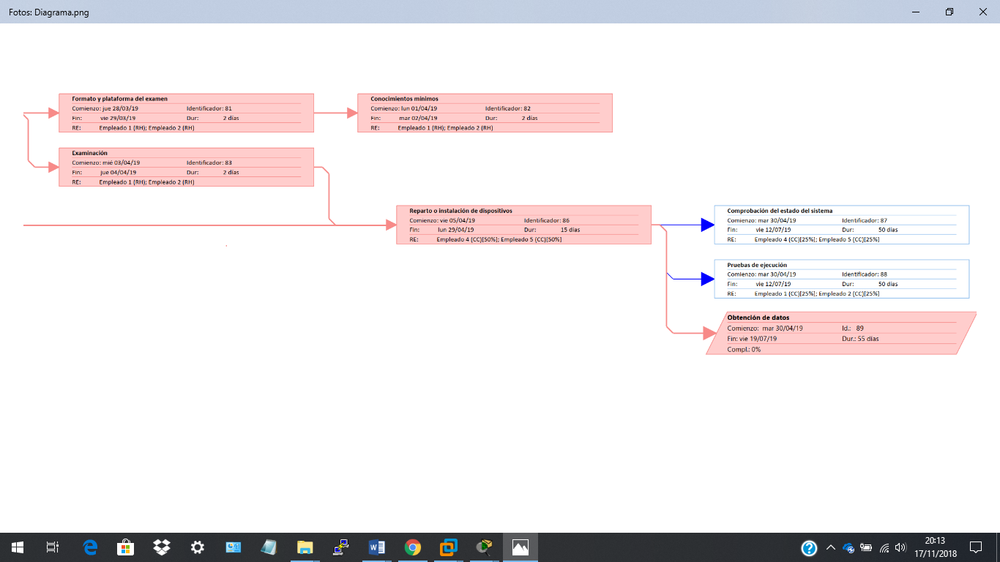 Fotos: Diagrama.png
Formato y plataforma del examen
Comienzo: jue 28/03/19 Identificador: 81
Fin: vie 29/03/19 Dur: 2 días
RE: Empleado 1 (RH); Empleado 2 (RH)
Conocimientos mínimos
Comienzo: lun 01/04/19 Identificador: 82
Fin: mar 02/04/19 Dur: 2 días
RE: Empleado 1 (RH); Empleado 2 (RH)
Examinación
Comienzo: mié 03/04/19 Identificador: 83
Fin: jue 04/04/19 Dur: 2 días
RE: Empleado 1 (RH); Empleado 2 (RH)
Reparto o instalación de dispositivos
Comienzo: vie 05/04/19 Identificador: 86
Fin: lun 29/04/19 Dur: 15 días
RE: Empleado 4 (CC)[50%]; Empleado 5 (CC)[50%]
Comprobación del estado del sistema
Comienzo: mar 30/04/19 Identificador: 87
Fin: vie 12/07/19 Dur: 50 días
RE: Empleado 4 (CC)[25%]; Empleado 5 (CC)[25%]
Pruebas de ejecución
Comienzo: mar 30/04/19 Identificador: 88
Fin: vie 12/07/19 Dur: 50 días
RE: Empleado 1 (CC)[25%]; Empleado 2 (CC)[25%]
Obtención de datos
Comienzo: mar 30/04/19 Id.: 89
Fin: vie 19/07/19 Dur.: 55 días
Compl.: 0%
20:13
17/11/2018